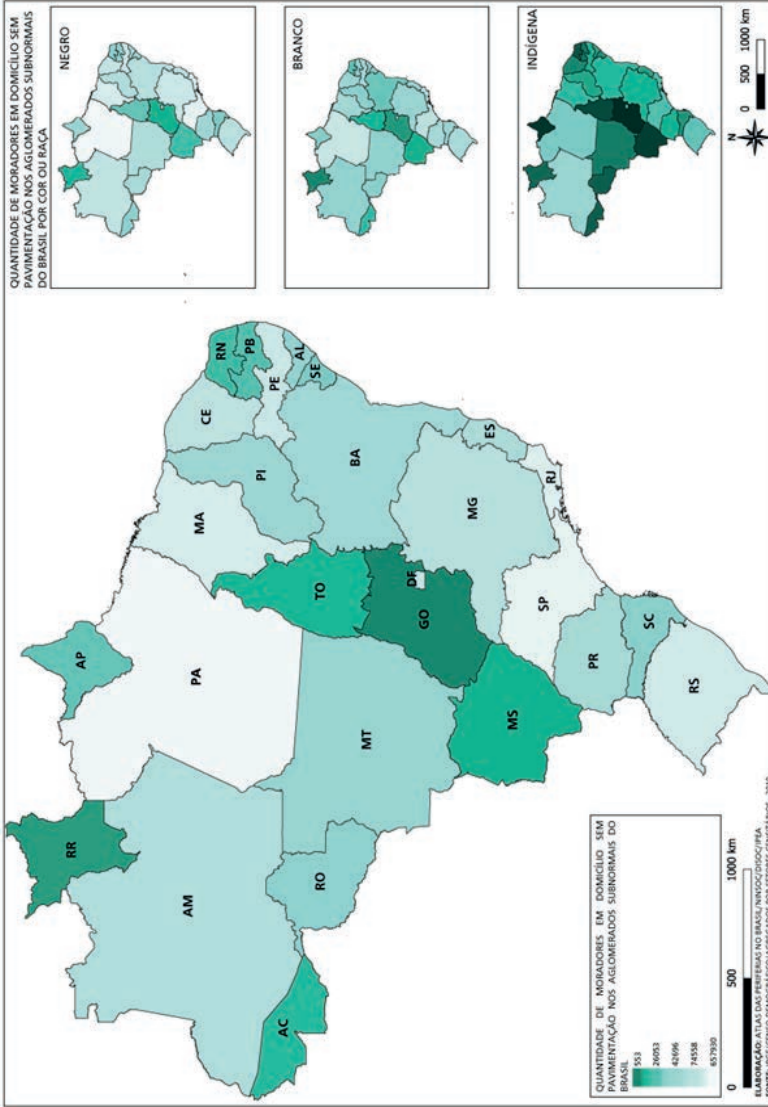 QUANTIDADE DE MORADORES EM DOMICÍLIO SEM
PAVIMENTAÇÃO NOS AGLOMERADOS SUBNORMAIS
DO BRASIL POR COR OU RAÇA
NEGRO
BRANCO
INDÍGENA
RR
AP
AM
PA
MA
CE
RN
PB
PE
AL
SE
PI
BA
TO
AC
RO
MT
GO
DF
MG
ES
RJ
MS
SP
PR
SC
RS
QUANTIDADE DE MORADORES EM DOMICÍLIO SEM
PAVIMENTAÇÃO NOS AGLOMERADOS SUBNORMAIS DO
BRASIL
553
26053
42696
74558
657930
0 500 1000 km
N
0 500 1000 km
ELABORAÇÃO: ATLAS DAS PERIFERIAS NO BRASIL/NINSOC/DISOC/IPEA